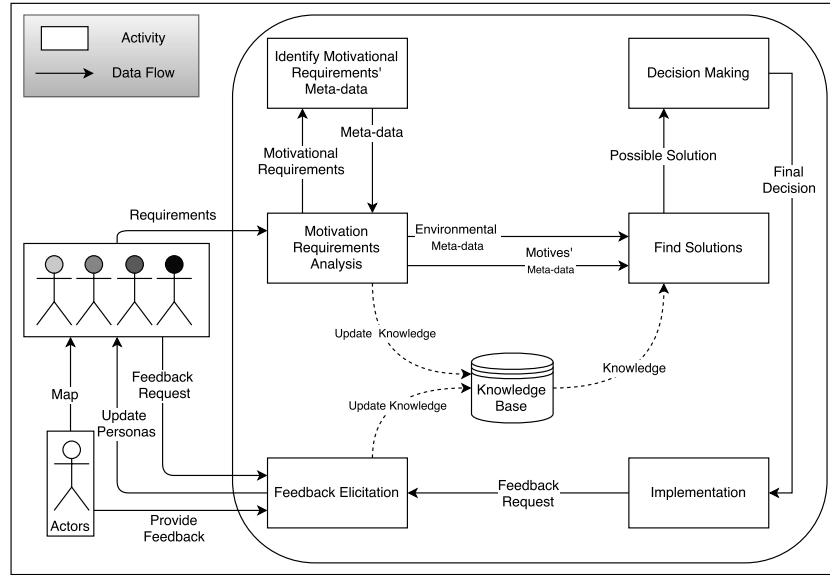 Activity
Data Flow
Identify Motivational
Requirements'
Meta-data
Decision Making
Meta-data
Motivational
Requirements
Possible Solution
Final
Decision
Requirements
Motivation
Requirements
Analysis
Environmental
Meta-data
Motives'
Meta-data
Find Solutions
Update Knowledge
Knowledge
Knowledge
Base
Update Knowledge
Feedback
Request
Map
Update
Personas
Actors
Provide
Feedback
Feedback Elicitation
Feedback
Request
Implementation